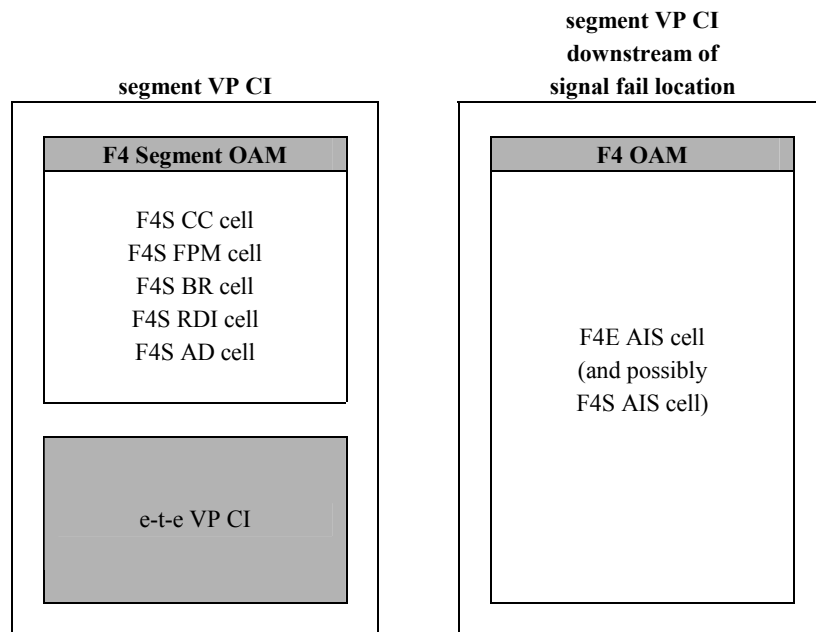 segment VP CI
F4 Segment OAM
F4S CC cell
F4S FPM cell
F4S BR cell
F4S RDI cell
F4S AD cell
e-t-e VP CI
segment VP CI
downstream of
signal fail location
F4 OAM
F4E AIS cell
(and possibly
F4S AIS cell)